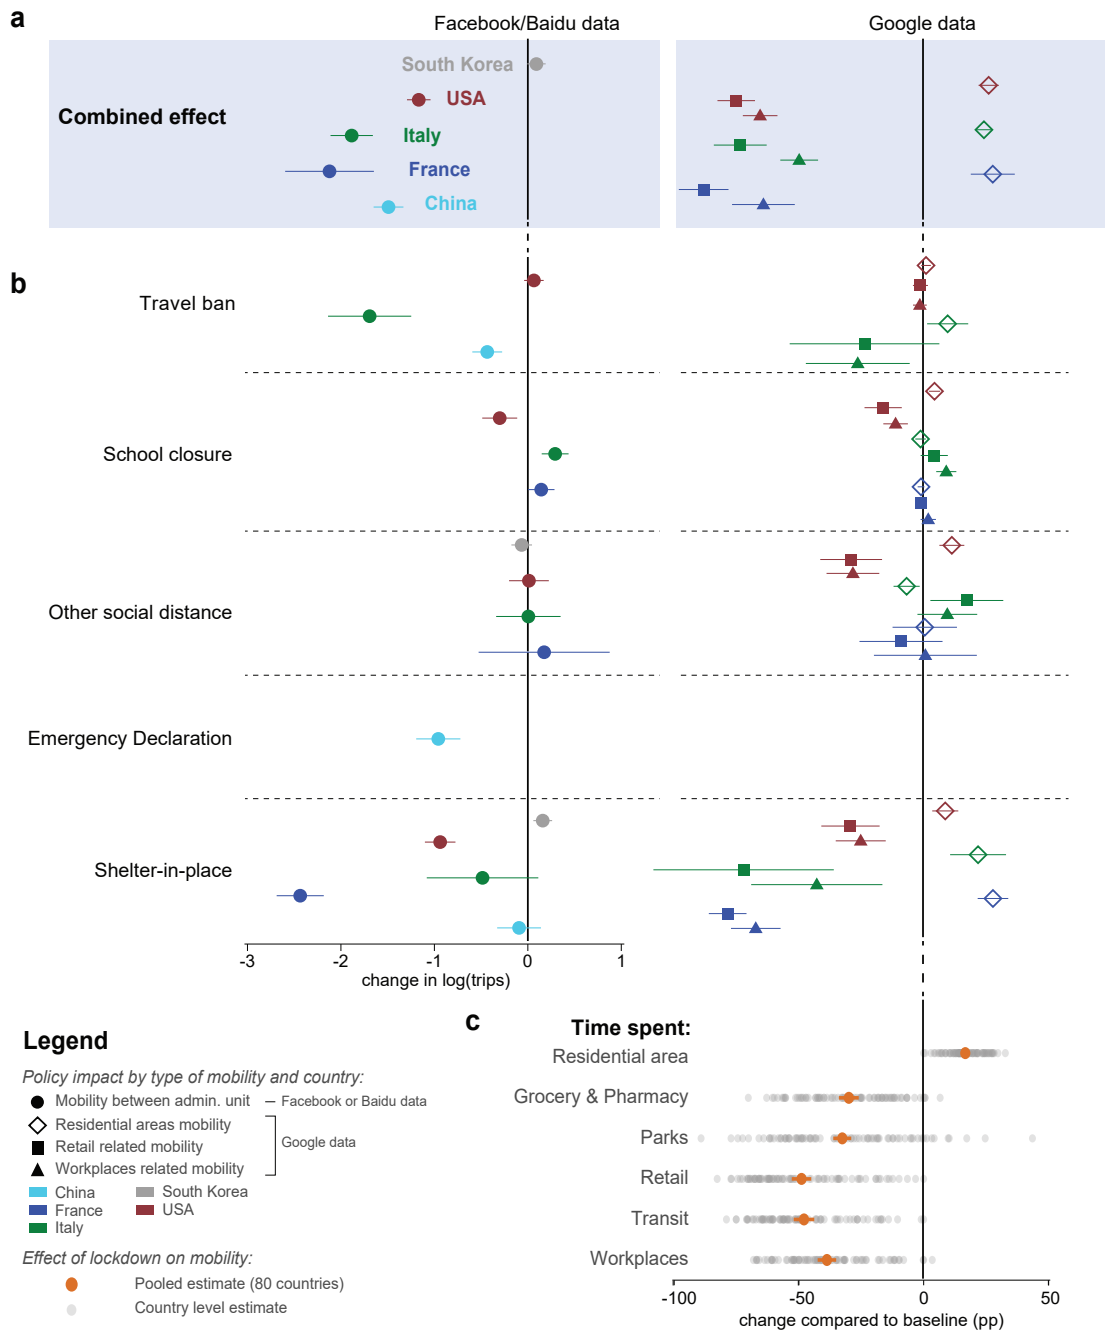 a
Facebook/Baidu data
Google data
South Korea
USA
Combined effect
Italy
France
China
b
Travel ban
School closure
Other social distance
Emergency Declaration
Shelter-in-place
-3 -2 -1 0 1
change in log(trips)
c
Time spent:
Residential area
Grocery & Pharmacy
Parks
Retail
Transit
Workplaces
-100 -50 0 50
change compared to baseline (pp)
Legend
Policy impact by type of mobility and country:
Mobility between admin. unit
Facebook or Baidu data
Residential areas mobility
Retail related mobility
Google data
Workplaces related mobility
China
South Korea
France
USA
Italy
Effect of lockdown on mobility:
Pooled estimate (80 countries)
Country level estimate